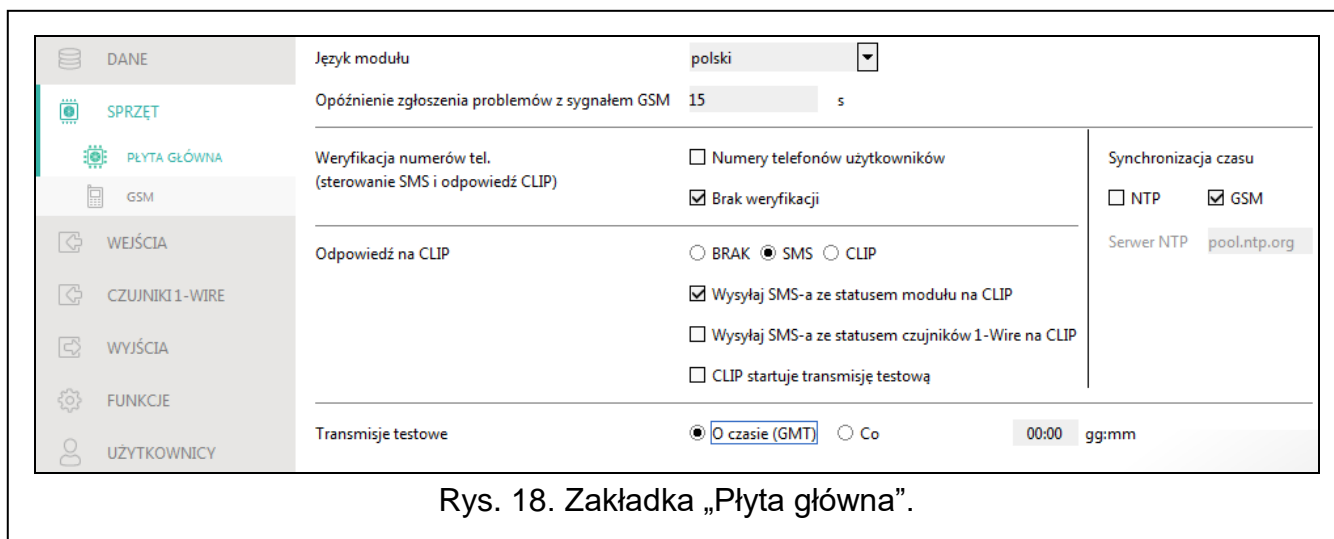 DANE
SPRZĘT
PŁYTA GŁÓWNA
GSM
WEJŚCIA
CZUJNIKI 1-WIRE
WYJŚCIA
FUNKCJE
UŻYTKOWNICY
Język modułu polski
Opóźnienie zgłoszenia problemów z sygnałem GSM 15 s
Weryfikacja numerów tel. Numery telefonów użytkowników
(sterowanie SMS i odpowiedź CLIP)
Brak weryfikacji
Odpowiedź na CLIP BRAK SMS CLIP
Wysyłaj SMS-a ze statusem modułu na CLIP
Wysyłaj SMS-a ze statusem czujników 1-Wire na CLIP
CLIP startuje transmisję testową
Synchronizacja czasu
NTP GSM
Serwer NTP pool.ntp.org
Transmisje testowe O czasie (GMT) Co 00:00 gg:mm
Rys. 18. Zakładka „Płyta główna”.